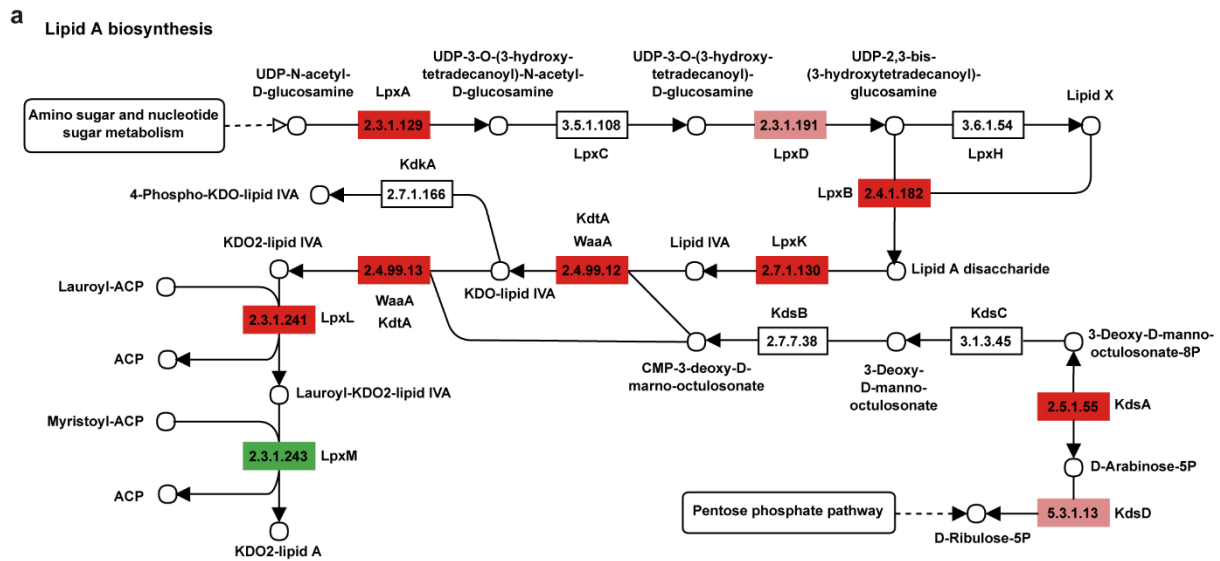 a
Lipid A biosynthesis
UDP-N-acetyl-
D-glucosamine
LpxA
UDP-3-O-(3-hydroxy-
tetradecanoyl)-N-acetyl-
D-glucosamine
UDP-3-O-(3-hydroxy-
tetradecanoyl)-
D-glucosamine
UDP-2,3-bis-
(3-hydroxytetradecanoyl)-
glucosamine
Lipid X
Amino sugar and nucleotide
sugar metabolism
2.3.1.129
3.5.1.108
LpxC
2.3.1.191
LpxD
3.6.1.54
LpxH
KdkA
4-Phospho-KDO-lipid IVA
2.7.1.166
LpxB
2.4.1.182
KDO2-lipid IVA
KdtA
WaaA
Lipid IVA
LpxK
2.4.99.13
WaaA
KdtA
KDO-lipid IVA
2.4.99.12
2.7.1.130
Lipid A disaccharide
Lauroyl-ACP
2.3.1.241
LpxL
ACP
KdsB
2.7.7.38
KdsC
3.1.3.45
3-Deoxy-D-manno-
octulosonate-8P
CMP-3-deoxy-D-
marno-octulosonate
3-Deoxy-
D-manno-
octulosonate
Lauroyl-KDO2-lipid IVA
2.5.1.55
KdsA
Myristoyl-ACP
2.3.1.243
LpxM
ACP
D-Arabinose-5P
Pentose phosphate pathway
5.3.1.13
KdsD
D-Ribulose-5P
KDO2-lipid A